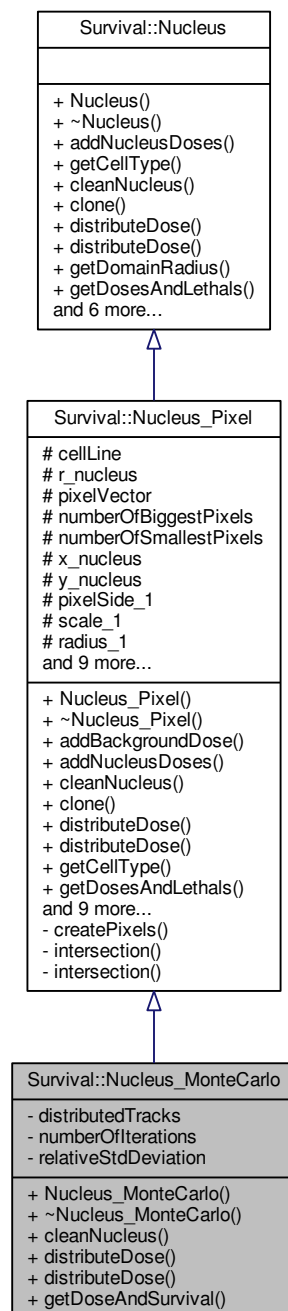 Survival::Nucleus
+ Nucleus()
+ ~Nucleus()
+ addNucleusDoses()
+ getCellType()
+ cleanNucleus()
+ clone()
+ distributeDose()
+ distributeDose()
+ getDomainRadius()
+ getDosesAndLethals()
and 6 more...
Survival::Nucleus_Pixel
# cellLine
# r_nucleus
# pixelVector
# numberOfBiggestPixels
# numberOfSmallestPixels
# x_nucleus
# y_nucleus
# pixelSide_1
# scale_1
# radius_1
and 9 more...
+ Nucleus_Pixel()
+ ~Nucleus_Pixel()
+ addBackgroundDose()
+ addNucleusDoses()
+ cleanNucleus()
+ clone()
+ distributeDose()
+ distributeDose()
+ getCellType()
+ getDosesAndLethals()
and 9 more...
- createPixels()
- intersection()
- intersection()
Survival::Nucleus_MonteCarlo
- distributedTracks
- numberOfIterations
- relativeStdDeviation
+ Nucleus_MonteCarlo()
+ ~Nucleus_MonteCarlo()
+ cleanNucleus()
+ distributeDose()
+ distributeDose()
+ getDoseAndSurvival()